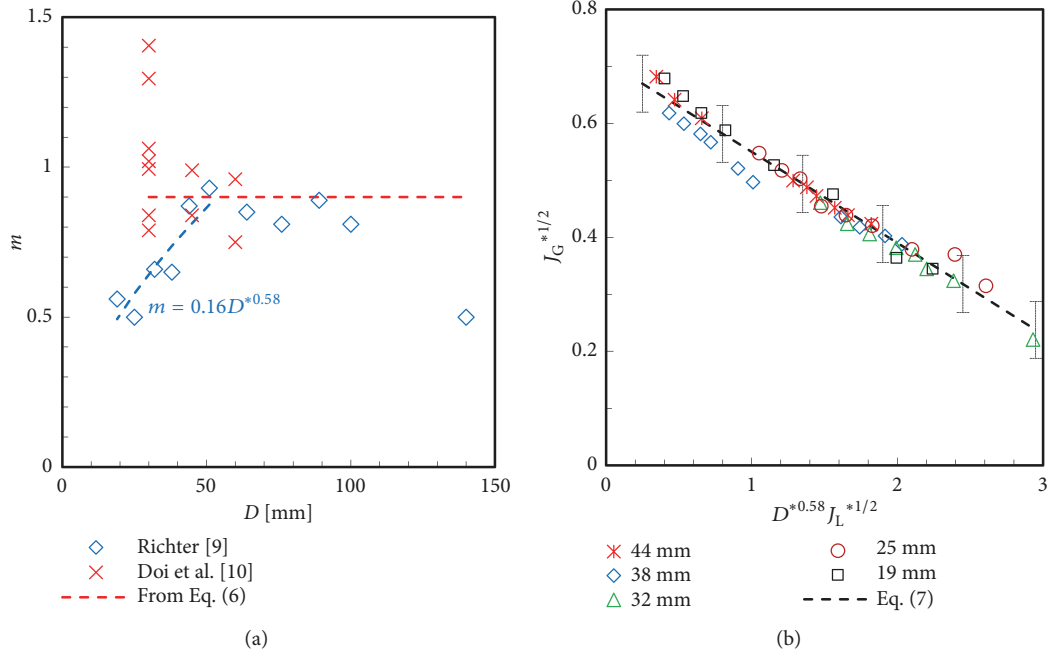 1.5
1
0.5
0
m
m = 0.16D*0.58
0 50 100 150
D [mm]
Richter [9]
Doi et al. [10]
From Eq. (6)
(a)
0.8
0.6
0.4
0.2
0
JG*1/2
0 1 2 3
D*0.58JL*1/2
44 mm
38 mm
32 mm
25 mm
19 mm
Eq. (7)
(b)